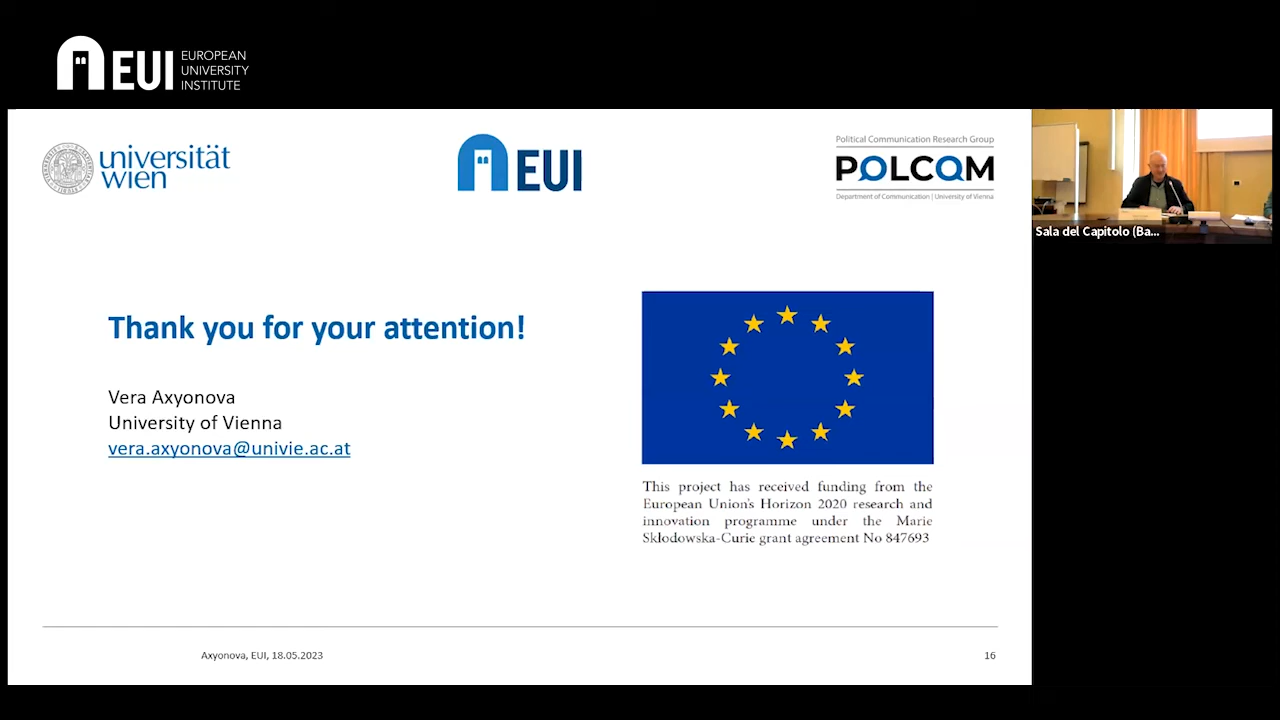 EUI
EUROPEAN
UNIVERSITY
INSTITUTE
universität
wien
EUI
Political Communication Research Group
POLCOM
Department of Communication | University of Vienna
Sala del Capitolo (Ba...
Thank you for your attention!
Vera Axyonova
University of Vienna
vera.axyonova@univie.ac.at
This project has received funding from the
European Union's Horizon 2020 research and
innovation programme under the Marie
Skłodowska-Curie grant agreement No 847693
Axyonova, EUI, 18.05.2023
16